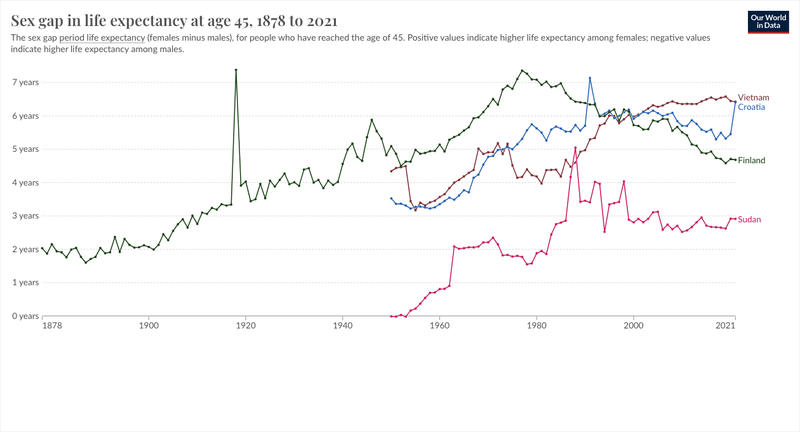 Sex gap in life expectancy at age 45, 1878 to 2021
Our World
in Data
The sex gap period life expectancy (females minus males), for people who have reached the age of 45. Positive values indicate higher life expectancy among females; negative values
indicate higher life expectancy among males.
7 years
6 years
5 years
4 years
3 years
2 years
1 years
0 years
Vietnam
Croatia
Finland
Sudan
1878
1900
1920
1940
1960
1980
2000
2021